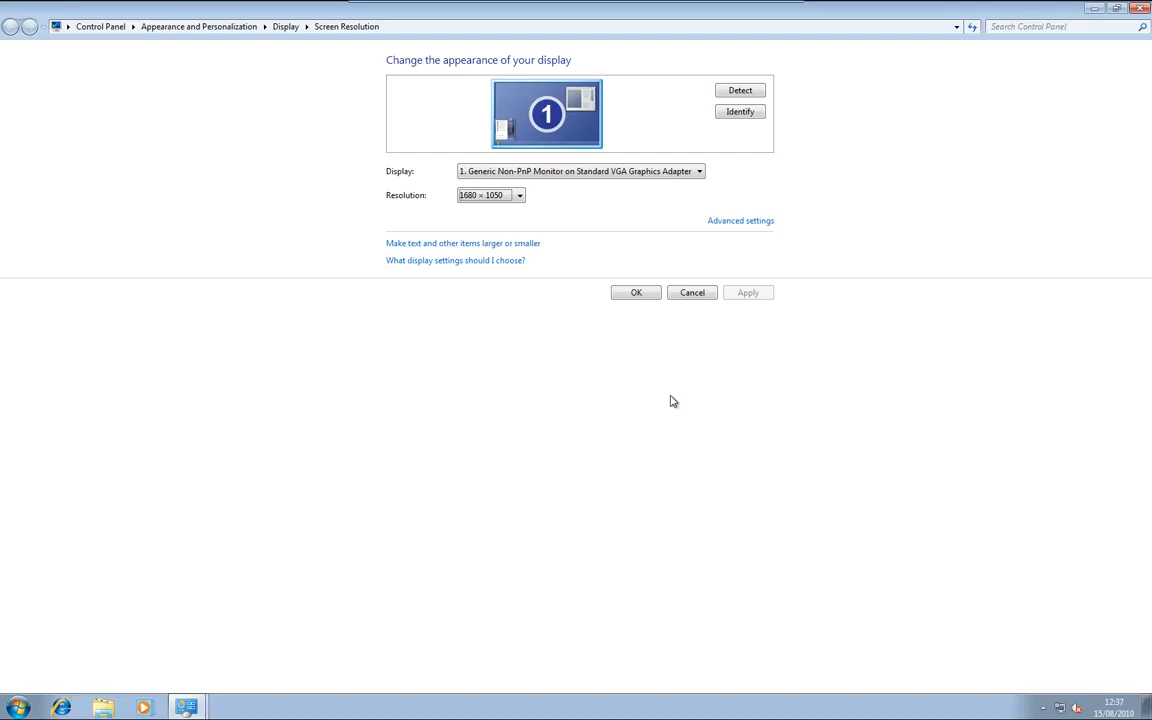 Control Panel Appearance and Personalization Display Screen Resolution Search Control Panel
Change the appearance of your display
1
Detect
Identify
Display: 1. Generic Non-PnP Monitor on Standard VGA Graphics Adapter
Resolution: 1680 × 1050
Advanced settings
Make text and other items larger or smaller
What display settings should I choose?
OK Cancel Apply
12:37
15/08/2010